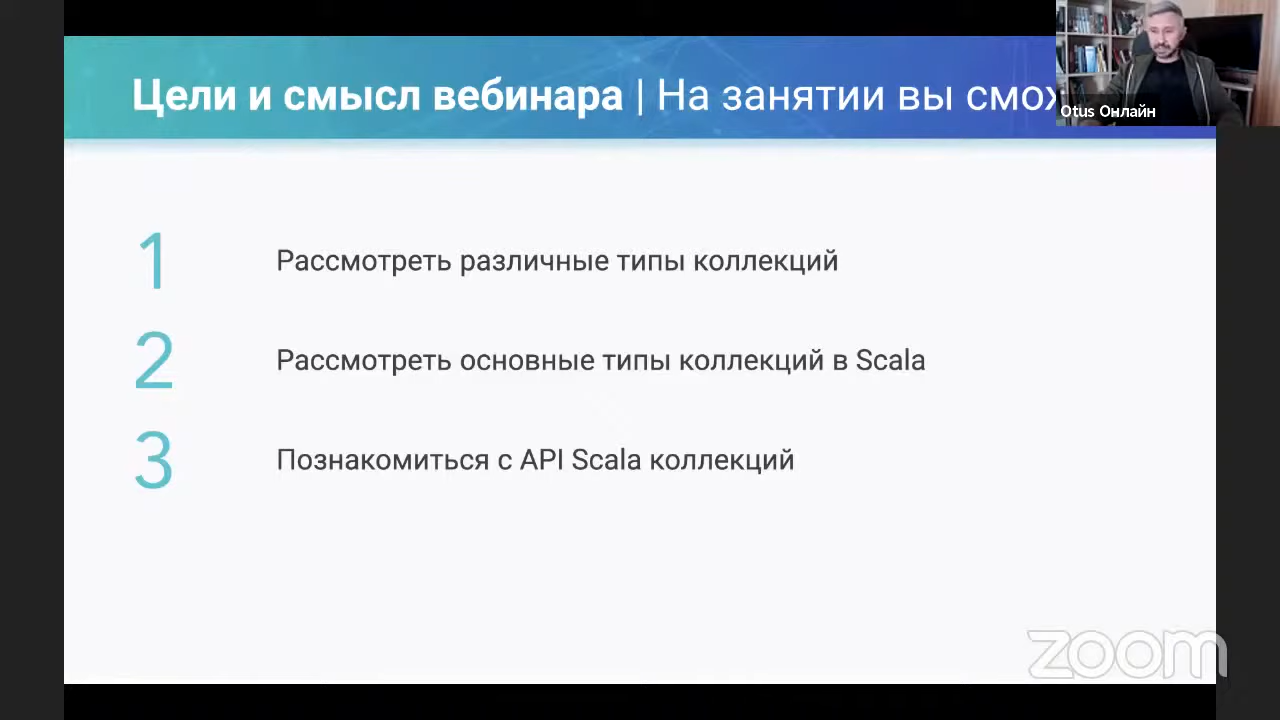 Цели и смысл вебинара | На занятии вы смож
Otus Онлайн
1
Рассмотреть различные типы коллекций
2
Рассмотреть основные типы коллекций в Scala
3
Познакомиться с API Scala коллекций
zoom